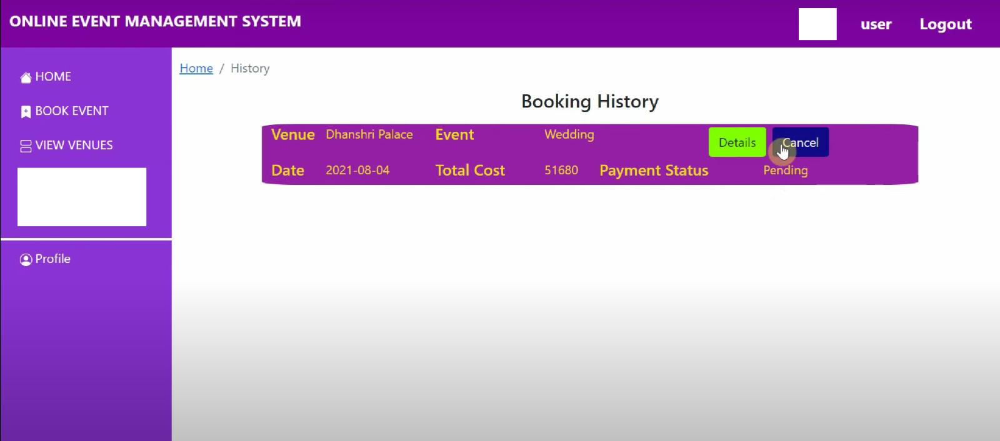 ONLINE EVENT MANAGEMENT SYSTEM
user Logout
HOME
BOOK EVENT
VIEW VENUES
Profile
Home / History
Booking History
Venue Dhanshri Palace Event Wedding Details Cancel
Date 2021-08-04 Total Cost 51680 Payment Status Pending